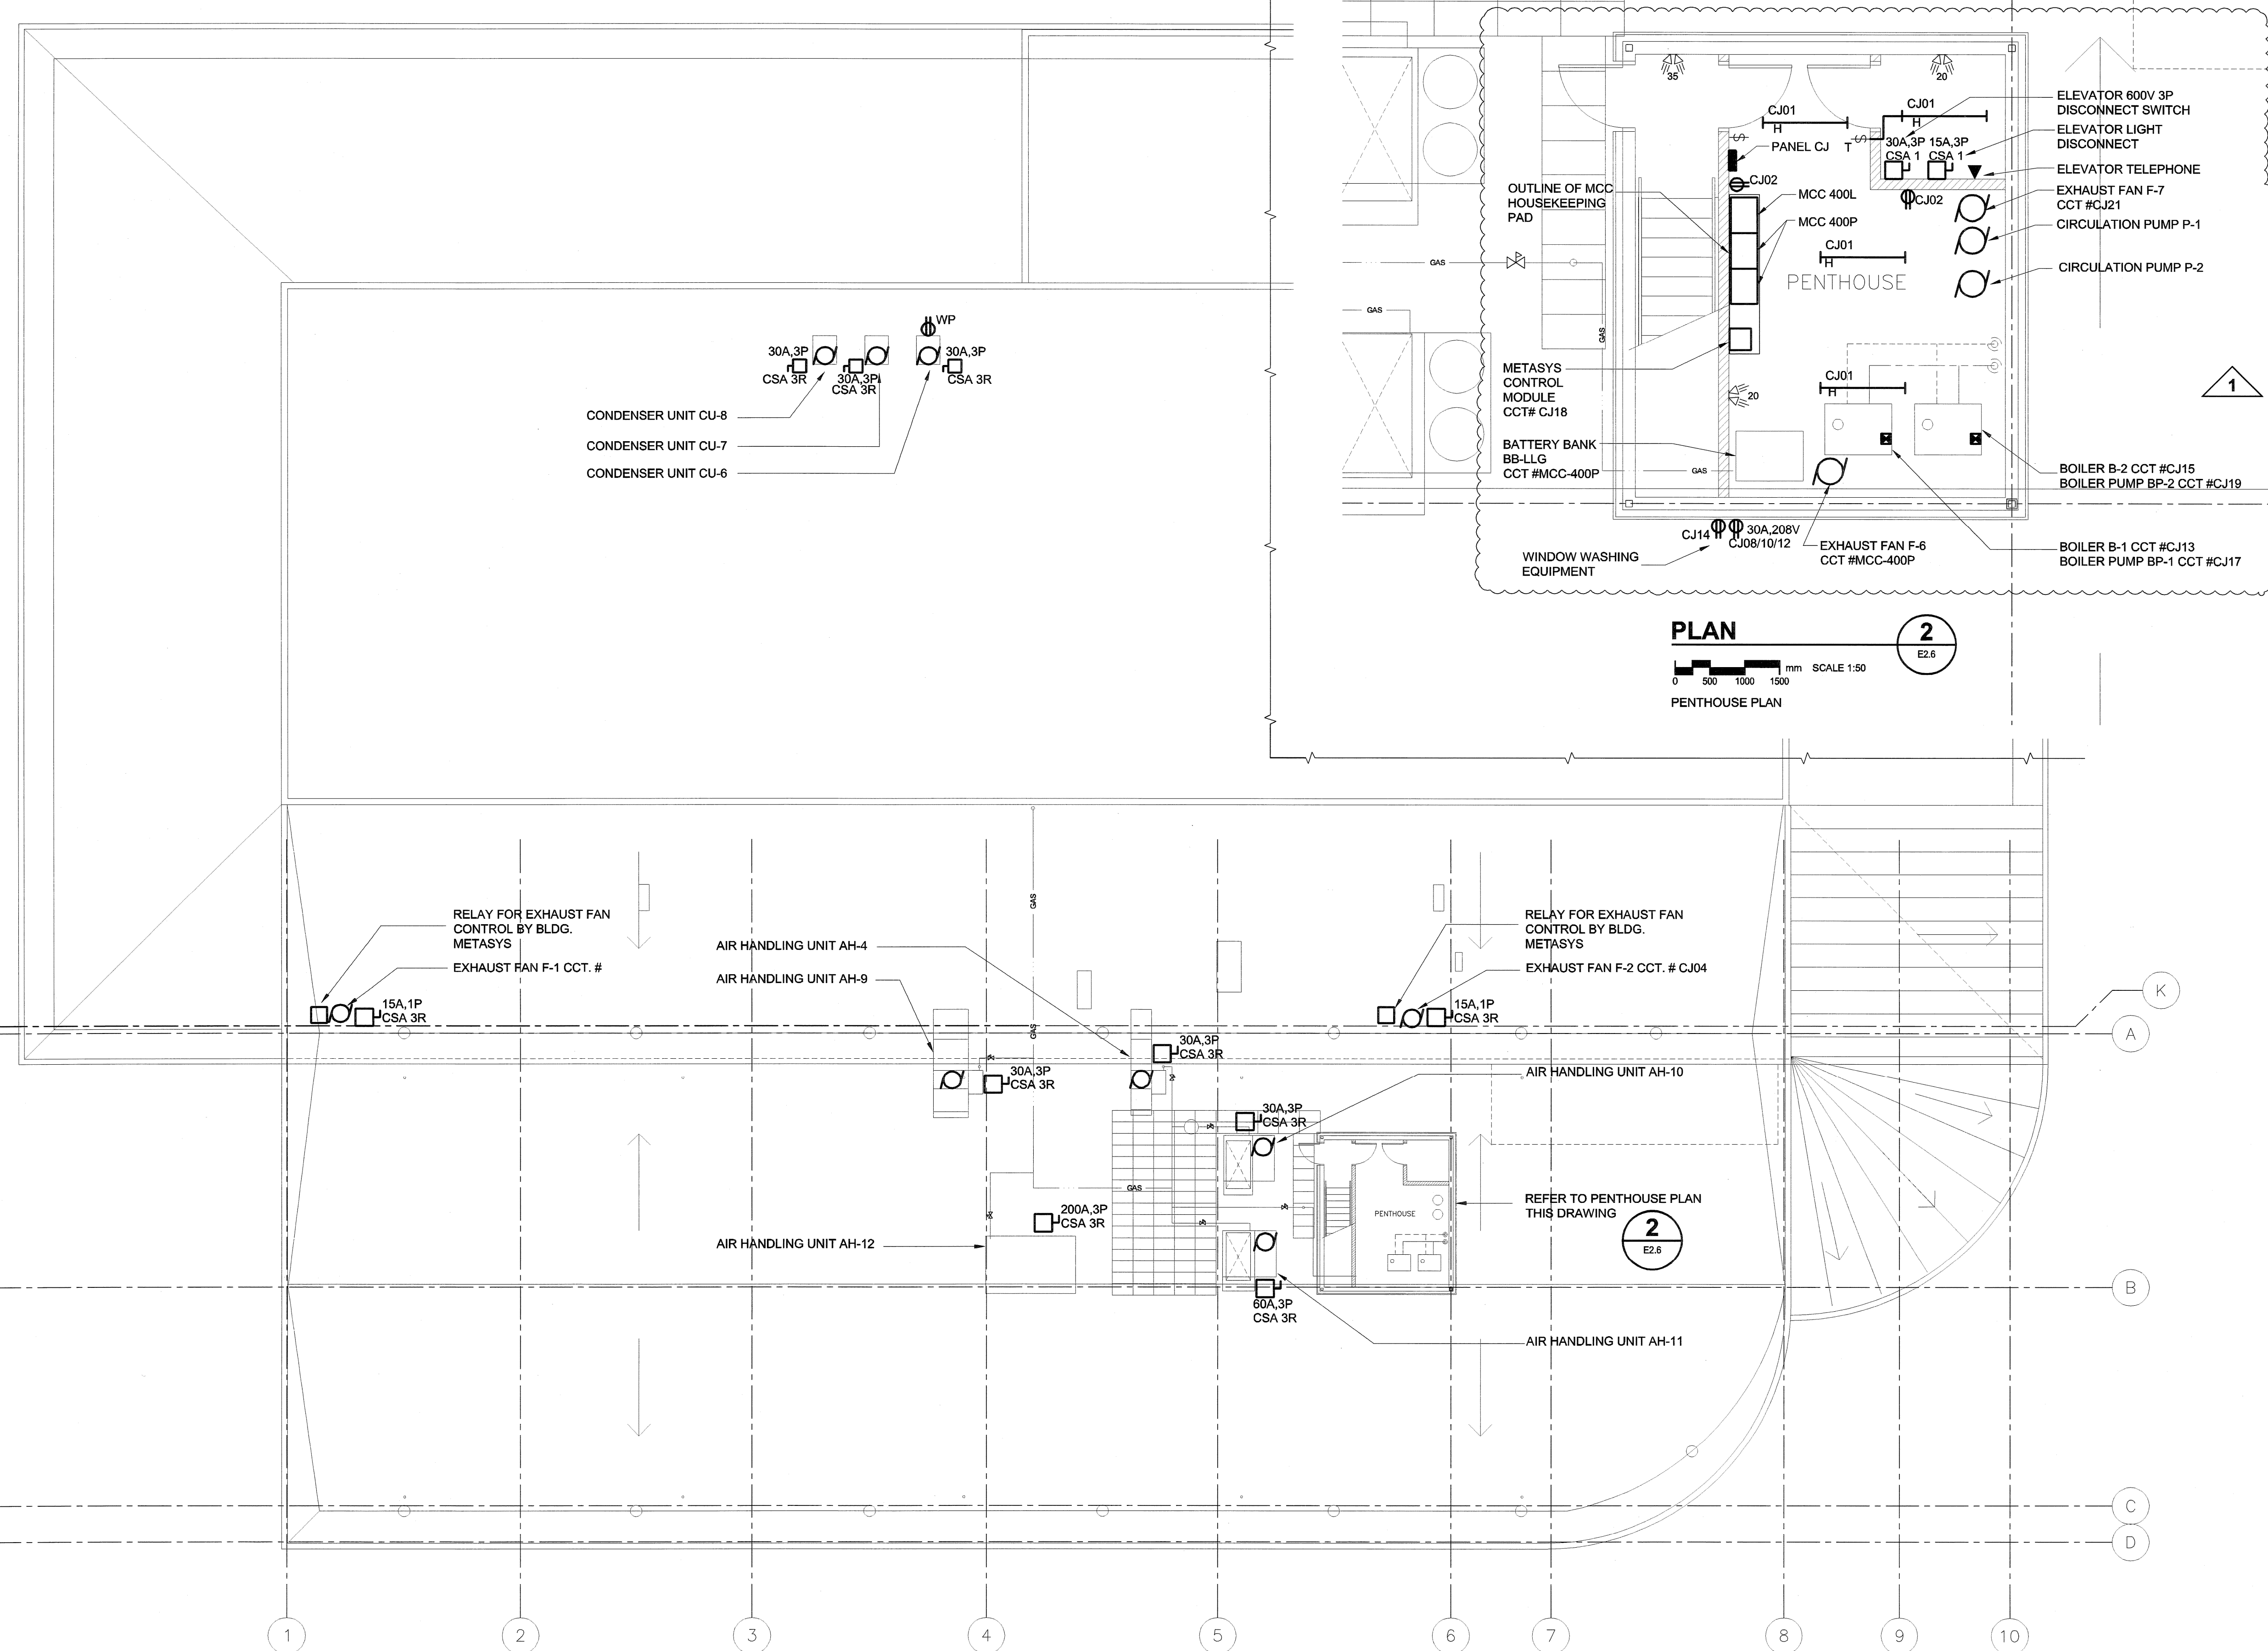 WP
30A,3P
CSA 3R
30A,3P
CSA 3R
30A,3P
CSA 3R
CONDENSER UNIT CU-8
CONDENSER UNIT CU-7
CONDENSER UNIT CU-6
35
20
CJ01
H
CJ01
H
ELEVATOR 600V 3P
DISCONNECT SWITCH
ELEVATOR LIGHT
DISCONNECT
ELEVATOR TELEPHONE
EXHAUST FAN F-7
CCT #CJ21
CIRCULATION PUMP P-1
CIRCULATION PUMP P-2
S
PANEL CJ
T
S
30A,3P
CSA 1
15A,3P
CSA 1
CJ02
CJ02
OUTLINE OF MCC
HOUSEKEEPING
PAD
MCC 400L
MCC 400P
CJ01
H
PENTHOUSE
GAS
GAS
GAS
METASYS
CONTROL
MODULE
CCT# CJ18
CJ01
H
20
1
BATTERY BANK
BB-LLG
CCT #MCC-400P
GAS
BOILER B-2 CCT #CJ15
BOILER PUMP BP-2 CCT #CJ19
CJ14
30A,208V
CJ08/10/12
WINDOW WASHING
EQUIPMENT
EXHAUST FAN F-6
CCT #MCC-400P
BOILER B-1 CCT #CJ13
BOILER PUMP BP-1 CCT #CJ17
PLAN
2
E2.6
0 500 1000 1500 mm SCALE 1:50
PENTHOUSE PLAN
RELAY FOR EXHAUST FAN
CONTROL BY BLDG.
METASYS
EXHAUST FAN F-1 CCT. #
15A,1P
CSA 3R
AIR HANDLING UNIT AH-4
AIR HANDLING UNIT AH-9
GAS
GAS
RELAY FOR EXHAUST FAN
CONTROL BY BLDG.
METASYS
EXHAUST FAN F-2 CCT. # CJ04
15A,1P
CSA 3R
K
A
30A,3P
CSA 3R
30A,3P
CSA 3R
AIR HANDLING UNIT AH-10
30A,3P
CSA 3R
GAS
200A,3P
CSA 3R
AIR HANDLING UNIT AH-12
PENTHOUSE
REFER TO PENTHOUSE PLAN
THIS DRAWING
2
E2.6
B
60A,3P
CSA 3R
AIR HANDLING UNIT AH-11
C
D
1 2 3 4 5 6 7 8 9 10